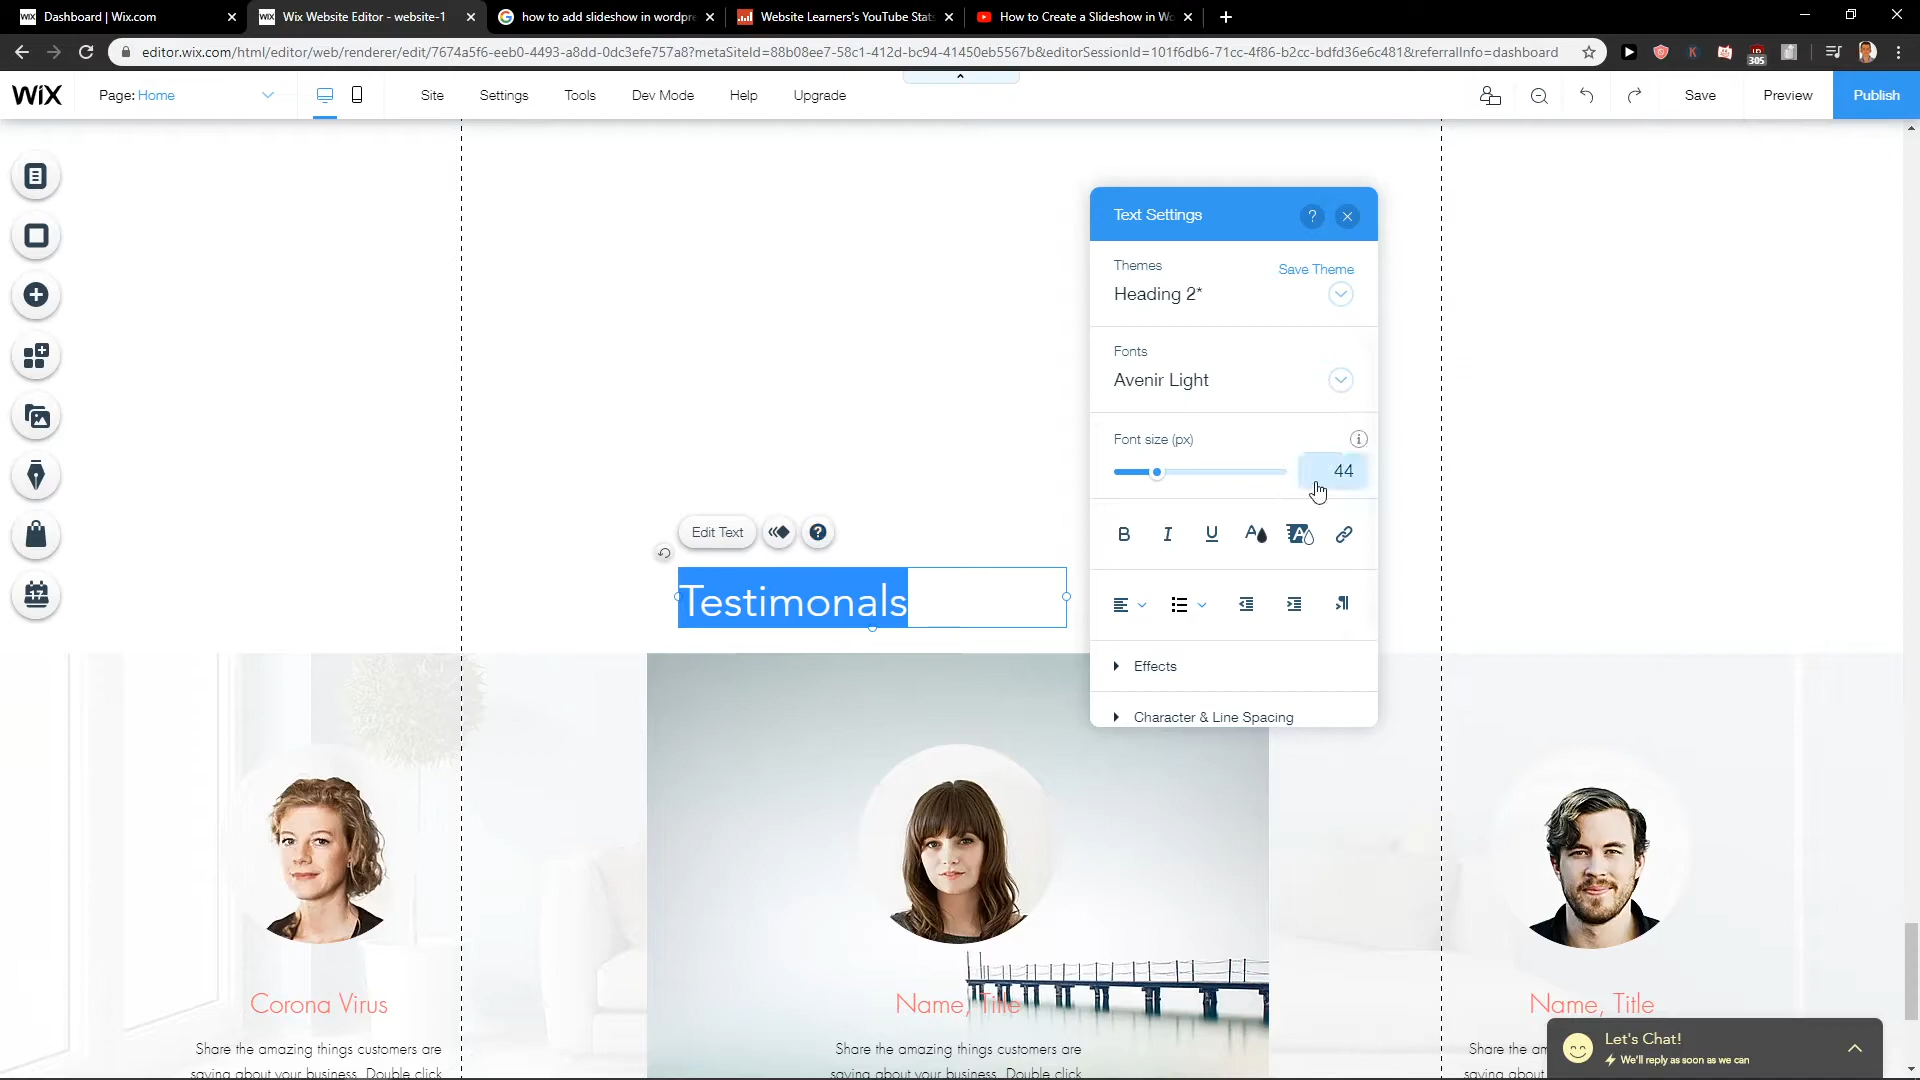 Dashboard | Wix.com
Wix Website Editor - website-1
how to add slideshow in wordpre
Website Learners's YouTube Stats
How to Create a Slideshow in Wo
editor.wix.com/html/editor/web/renderer/edit/7674a5f6-eeb0-4493-a8dd-0dc3efe757a8?metaSiteId=88b08ee7-58c1-412d-bc94-41450eb5567b&editorSessionId=101f6db6-71cc-4f86-b2cc-bdfd36e6c481&referralInfo=dashboard
305
WiX
Page: Home
Site
Settings
Tools
Dev Mode
Help
Upgrade
Save
Preview
Publish
Text Settings
?
Themes
Save Theme
Heading 2*
Fonts
Avenir Light
Font size (px)
44
B I U A A
Edit Text
?
Testimonals
Effects
Character & Line Spacing
17
Corona Virus
Name, Title
Name, Title
Share the amazing things customers are
saying about your business. Double click
Share the amazing things customers are
saying about your business. Double click
Share the am
saying about
Let's Chat!
We'll reply as soon as we can